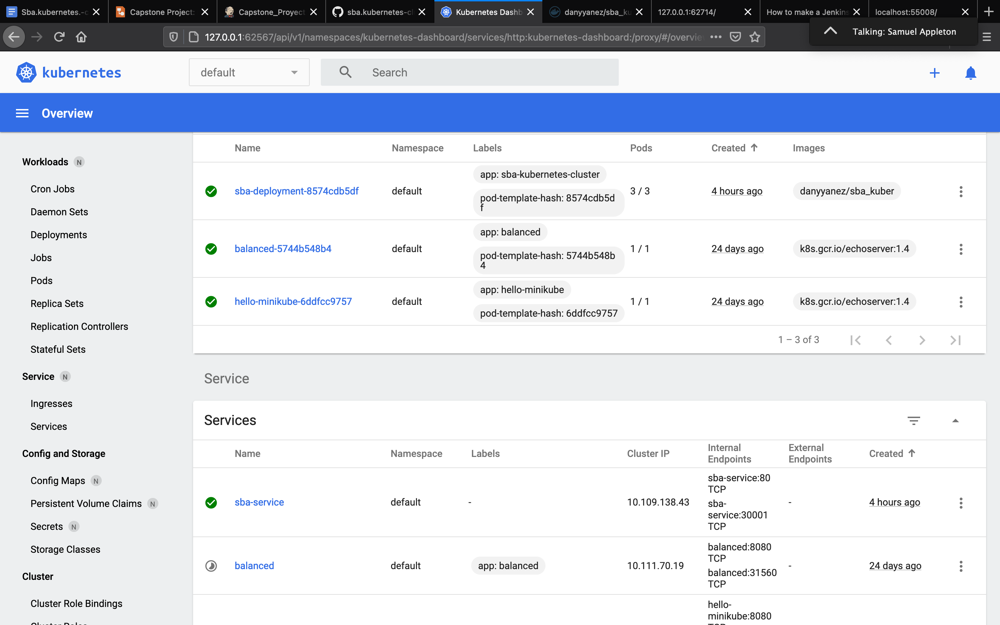 Sba.kubernetes.-c
Capstone Project:
Capstone_Proyect
sba.kubernetes-cl
Kubernetes Dashb
danyyanez/sba_ku
127.0.0.1:62714/
How to make a Jenkins
localhost:55008/
127.0.0.1:62567/api/v1/namespaces/kubernetes-dashboard/services/http:kubernetes-dashboard:/proxy/#/overvie
Talking: Samuel Appleton
kubernetes
default
Search
Overview
Workloads N
Cron Jobs
Daemon Sets
Deployments
Jobs
Pods
Replica Sets
Replication Controllers
Stateful Sets
Service N
Ingresses
Services
Config and Storage
Config Maps N
Persistent Volume Claims N
Secrets N
Storage Classes
Cluster
Cluster Role Bindings
Name Namespace Labels Pods Created Images
sba-deployment-8574cdb5df default
app: sba-kubernetes-cluster
pod-template-hash: 8574cdb5d
f
3 / 3 4 hours ago danyyanez/sba_kuber
balanced-5744b548b4 default
app: balanced
pod-template-hash: 5744b548b
4
1 / 1 24 days ago k8s.gcr.io/echoserver:1.4
hello-minikube-6ddfcc9757 default
app: hello-minikube
pod-template-hash: 6ddfcc9757
1 / 1 24 days ago k8s.gcr.io/echoserver:1.4
1 – 3 of 3
Service
Services
Name Namespace Labels Cluster IP
Internal
Endpoints
External
Endpoints
Created
sba-service default - 10.109.138.43
sba-service:80
TCP
sba-
service:30001
TCP
- 4 hours ago
balanced default app: balanced 10.111.70.19
balanced:8080
TCP
balanced:31560
TCP
- 24 days ago
hello-
minikube:8080